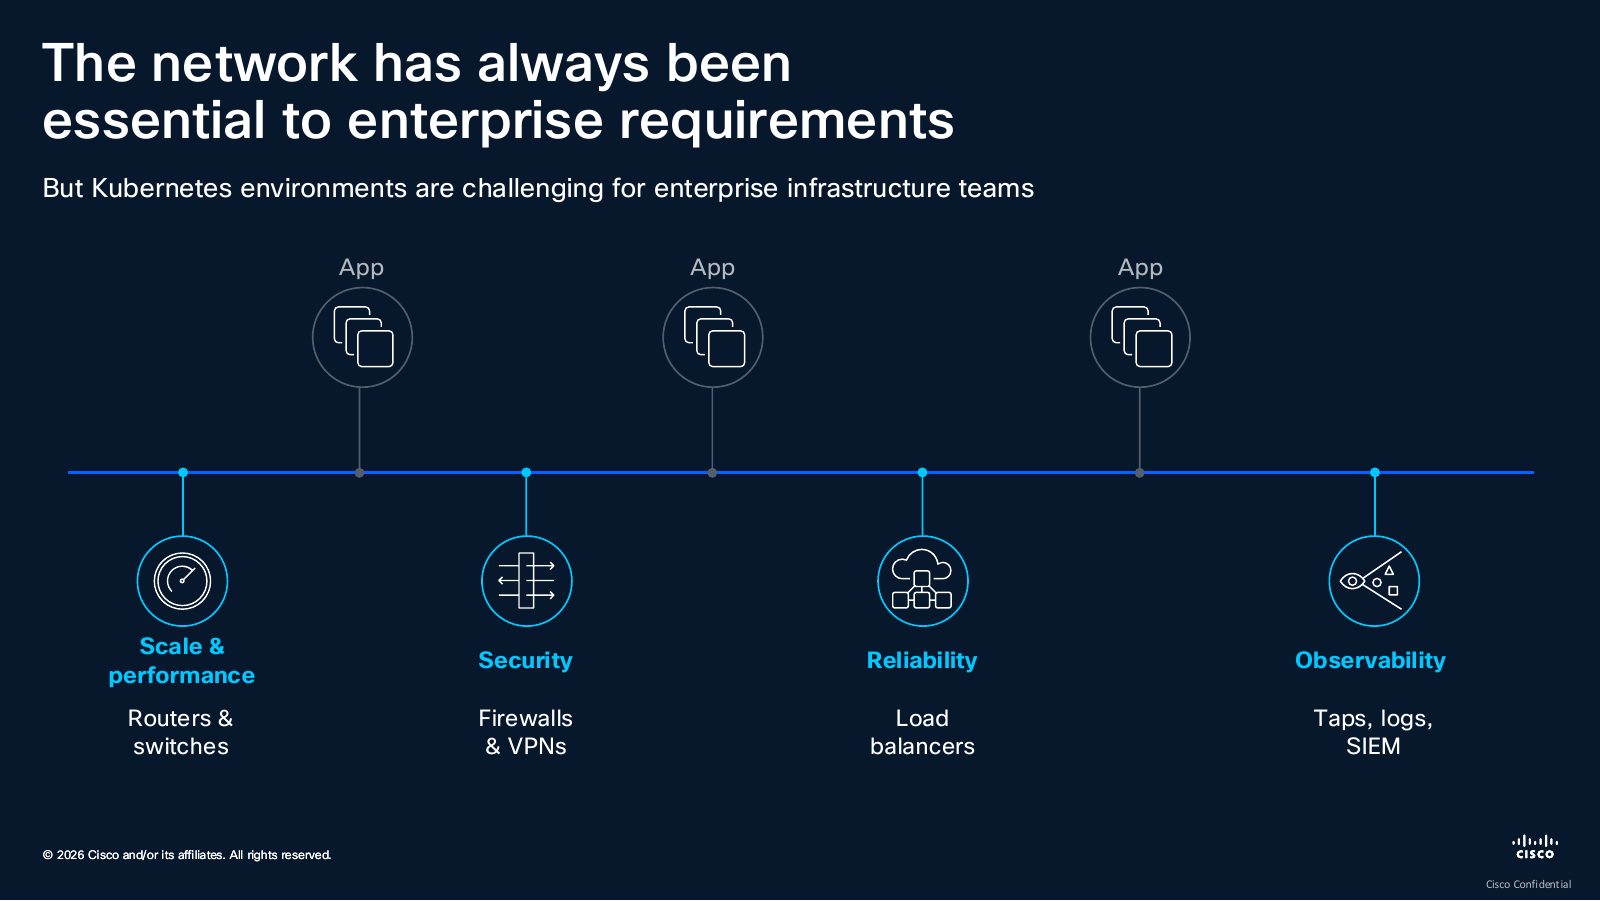 The network has always been
essential to enterprise requirements
But Kubernetes environments are challenging for enterprise infrastructure teams
App
App
App
Scale &
performance
Security
Reliability
Observability
Routers &
switches
Firewalls
& VPNs
Load
balancers
Taps, logs,
SIEM
© 2026 Cisco and/or its affiliates. All rights reserved.
CISCO
Cisco Confidential